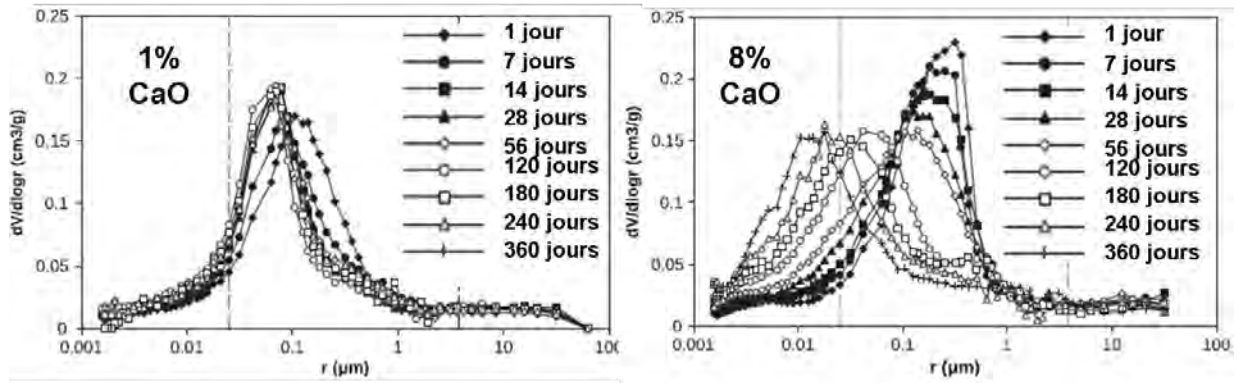 0.25
0.2
0.15
0.1
0.05
0
dV/dlogr (cm3/g)
1%
CaO
1 jour
7 jours
14 jours
28 jours
56 jours
120 jours
180 jours
240 jours
360 jours
0.001
0.01
0.1
1
10
100
r (µm)
0.25
0.20
0.15
0.10
0.05
0
dV/dlogr (cm3/g)
8%
CaO
1 jour
7 jours
14 jours
28 jours
56 jours
120 jours
180 jours
240 jours
360 jours
0.001
0.01
0.1
1
10
100
r (µm)